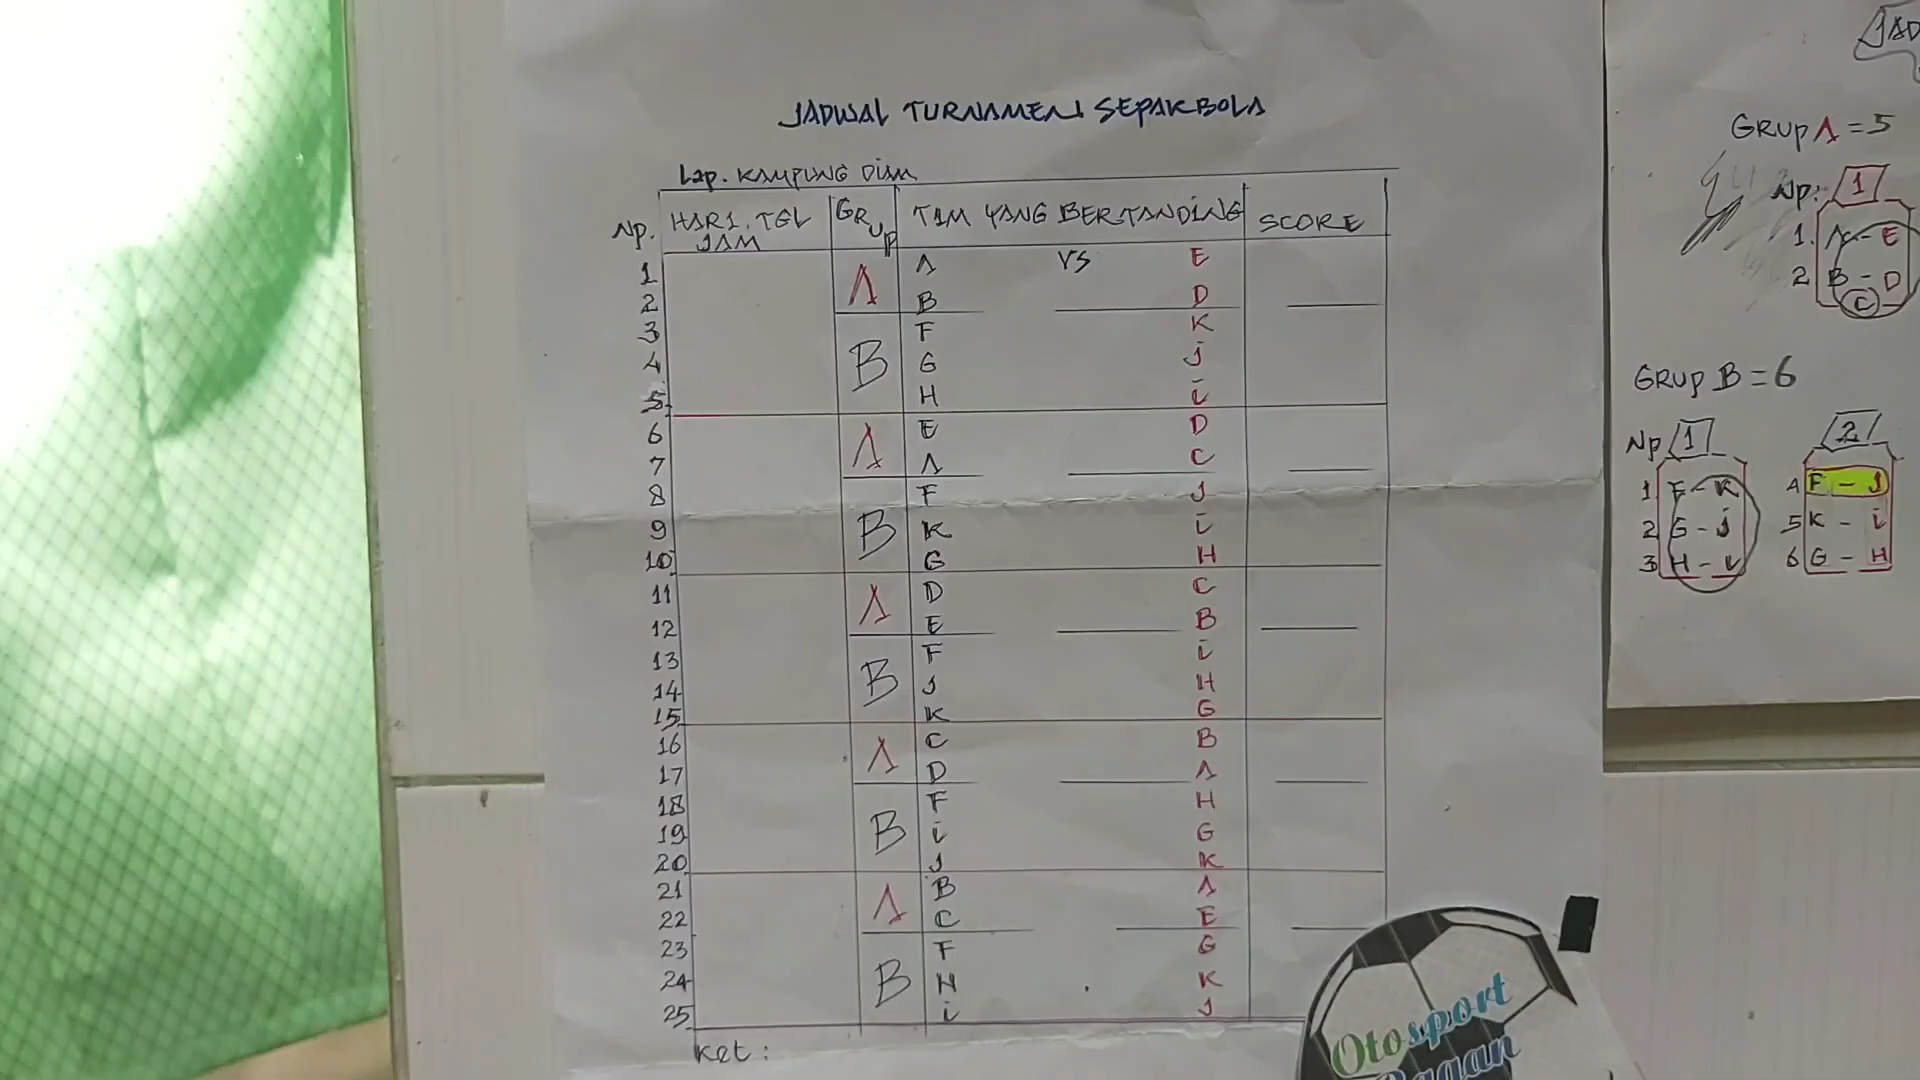 JADWAL TURNAMEN SEPAKBOLA
Lap. KAMPUNG DIAM
No. HARI, TGL JAM GRUP TIM YANG BERTANDING SCORE
1 A A VS E
2 B D
3 B F K
4 G J
5 H i
6 A E D
7 A C
8 B F J
9 K i
10 G H
11 A D C
12 E B
13 B F i
14 J H
15 K G
16 A C B
17 D A
18 B F H
19 i G
20 J K
21 A B A
22 C E
23 B F G
24 H K
25 i J
Ket :
GRUP A = 5
No: 1
1. A - E
2 B - D
C
GRUP B = 6
No 1
1 F - K
2 G - J
3 H - i
2
4 F - J
5 K - i
6 G - H
Otosport